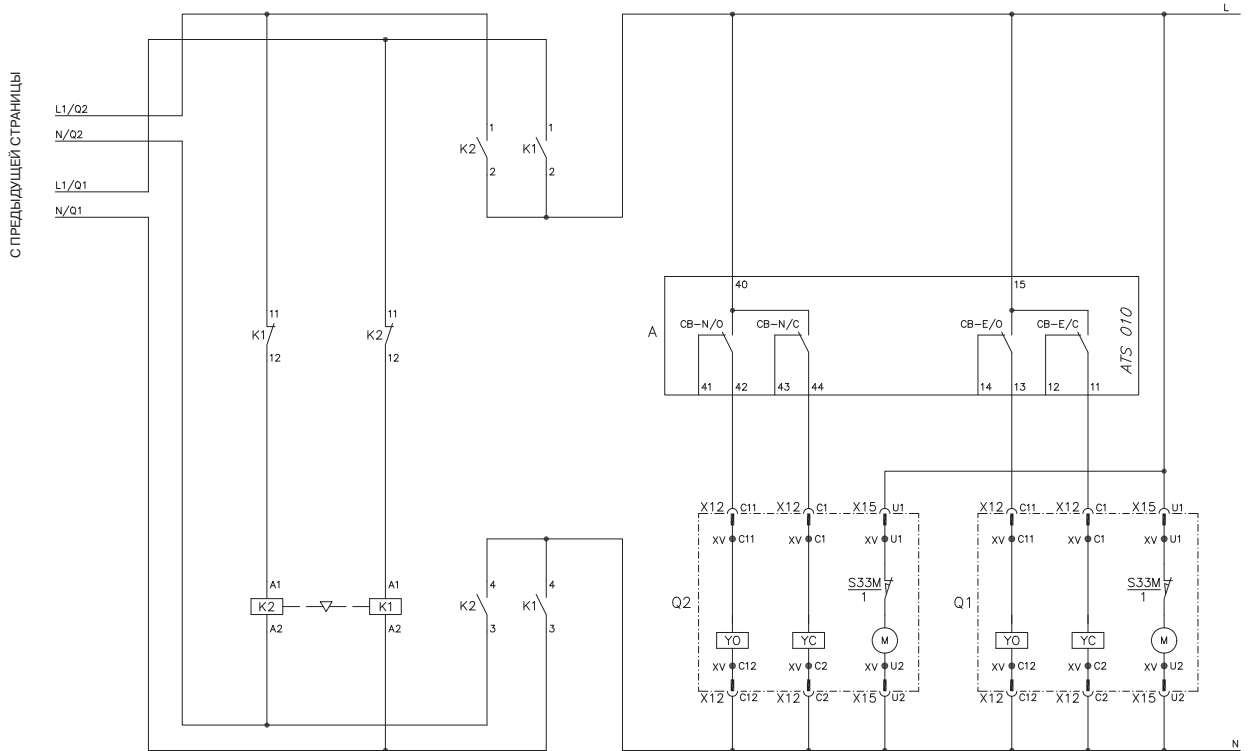 С ПРЕДЫДУЩЕЙ СТРАНИЦЫ
L
L1/Q2
N/Q2
L1/Q1
N/Q1
1 1
K2 K1
2 2
40 15
A CB-N/O CB-N/C CB-E/O CB-E/C ATS 010
41 42 43 44 14 13 12 11
11 11
K1 K2
12 12
X12 C11 X12 C1 X15 U1 X12 C11 X12 C1 X15 U1
XV C11 XV C1 XV U1 XV C11 XV C1 XV U1
A1 A1 4 4
K2 K1 K2 K1
A2 A2 3 3
Q2 S33M Q1 S33M
1 1
YO YC M YO YC M
XV C12 XV C2 XV U2 XV C12 XV C2 XV U2
X12 C12 X12 C2 X15 U2 X12 C12 X12 C2 X15 U2
N